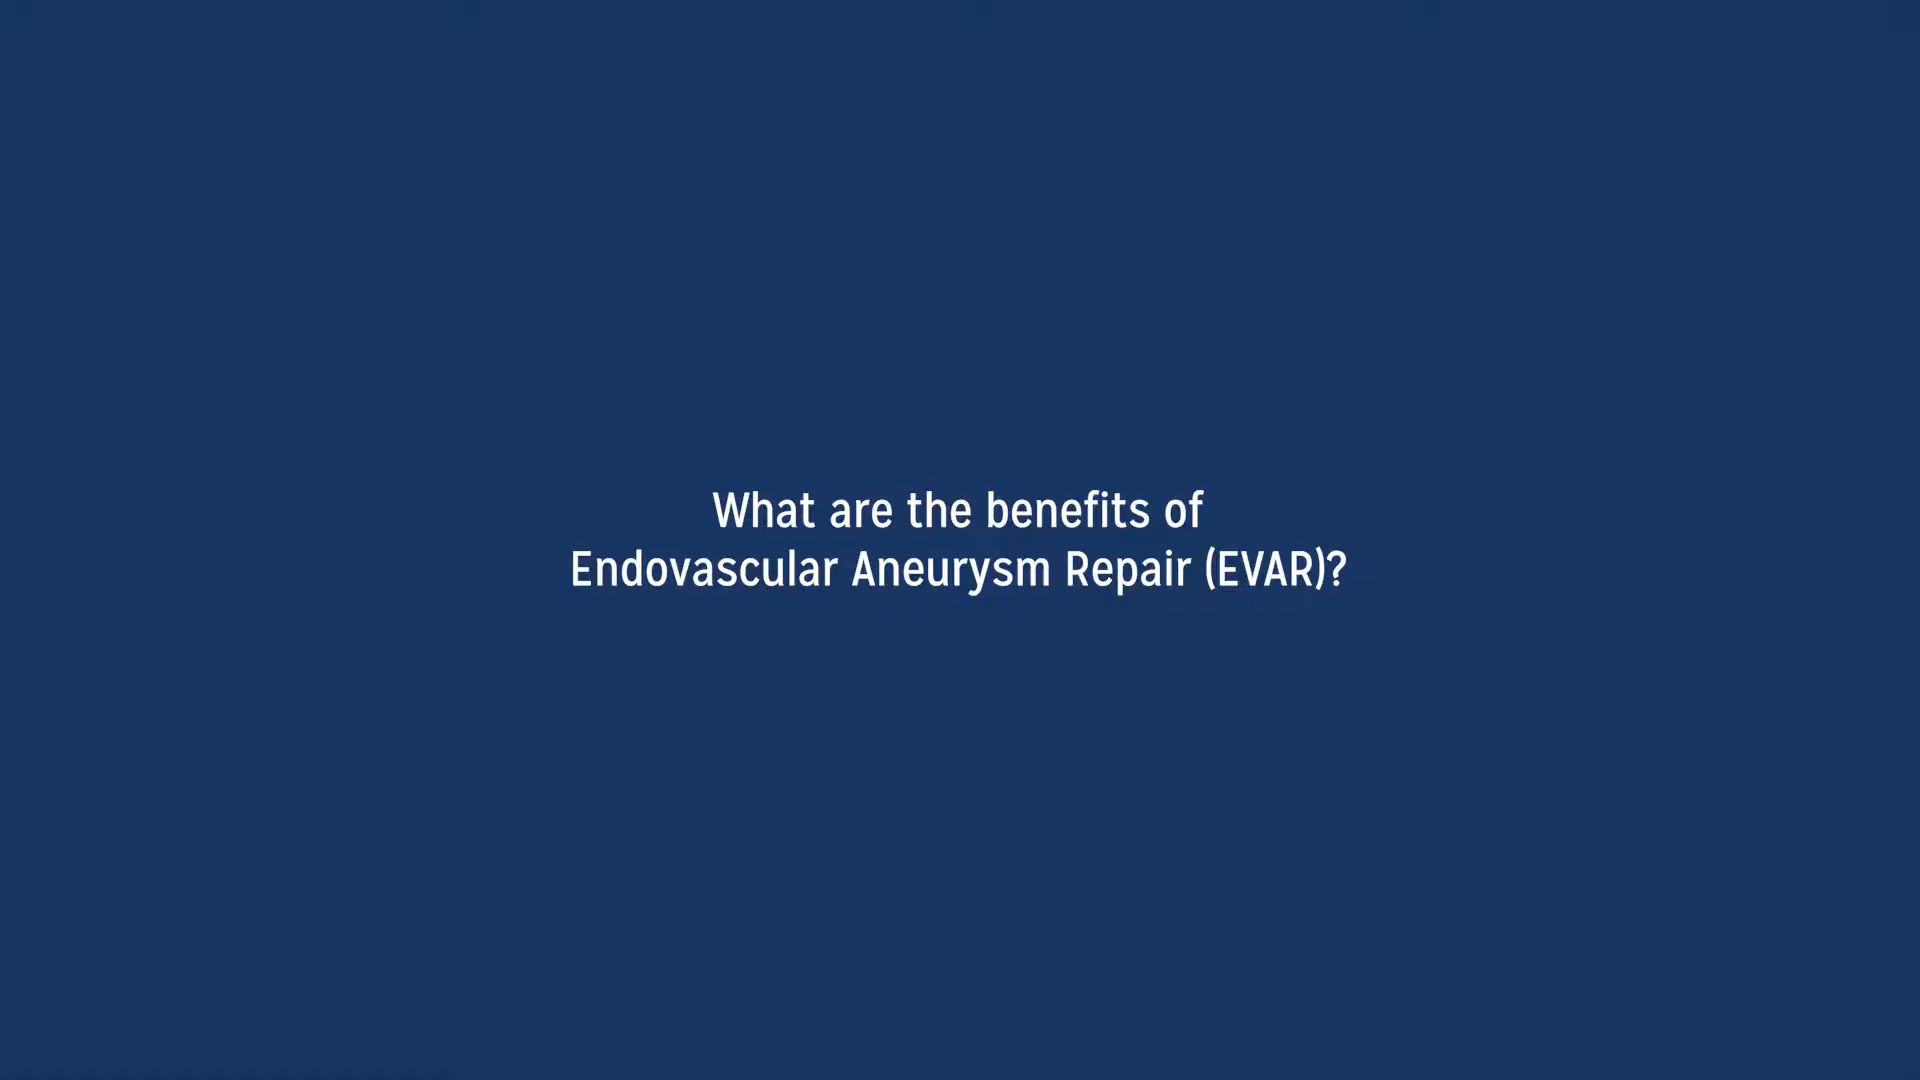 What are the benefits of
Endovascular Aneurysm Repair (EVAR)?